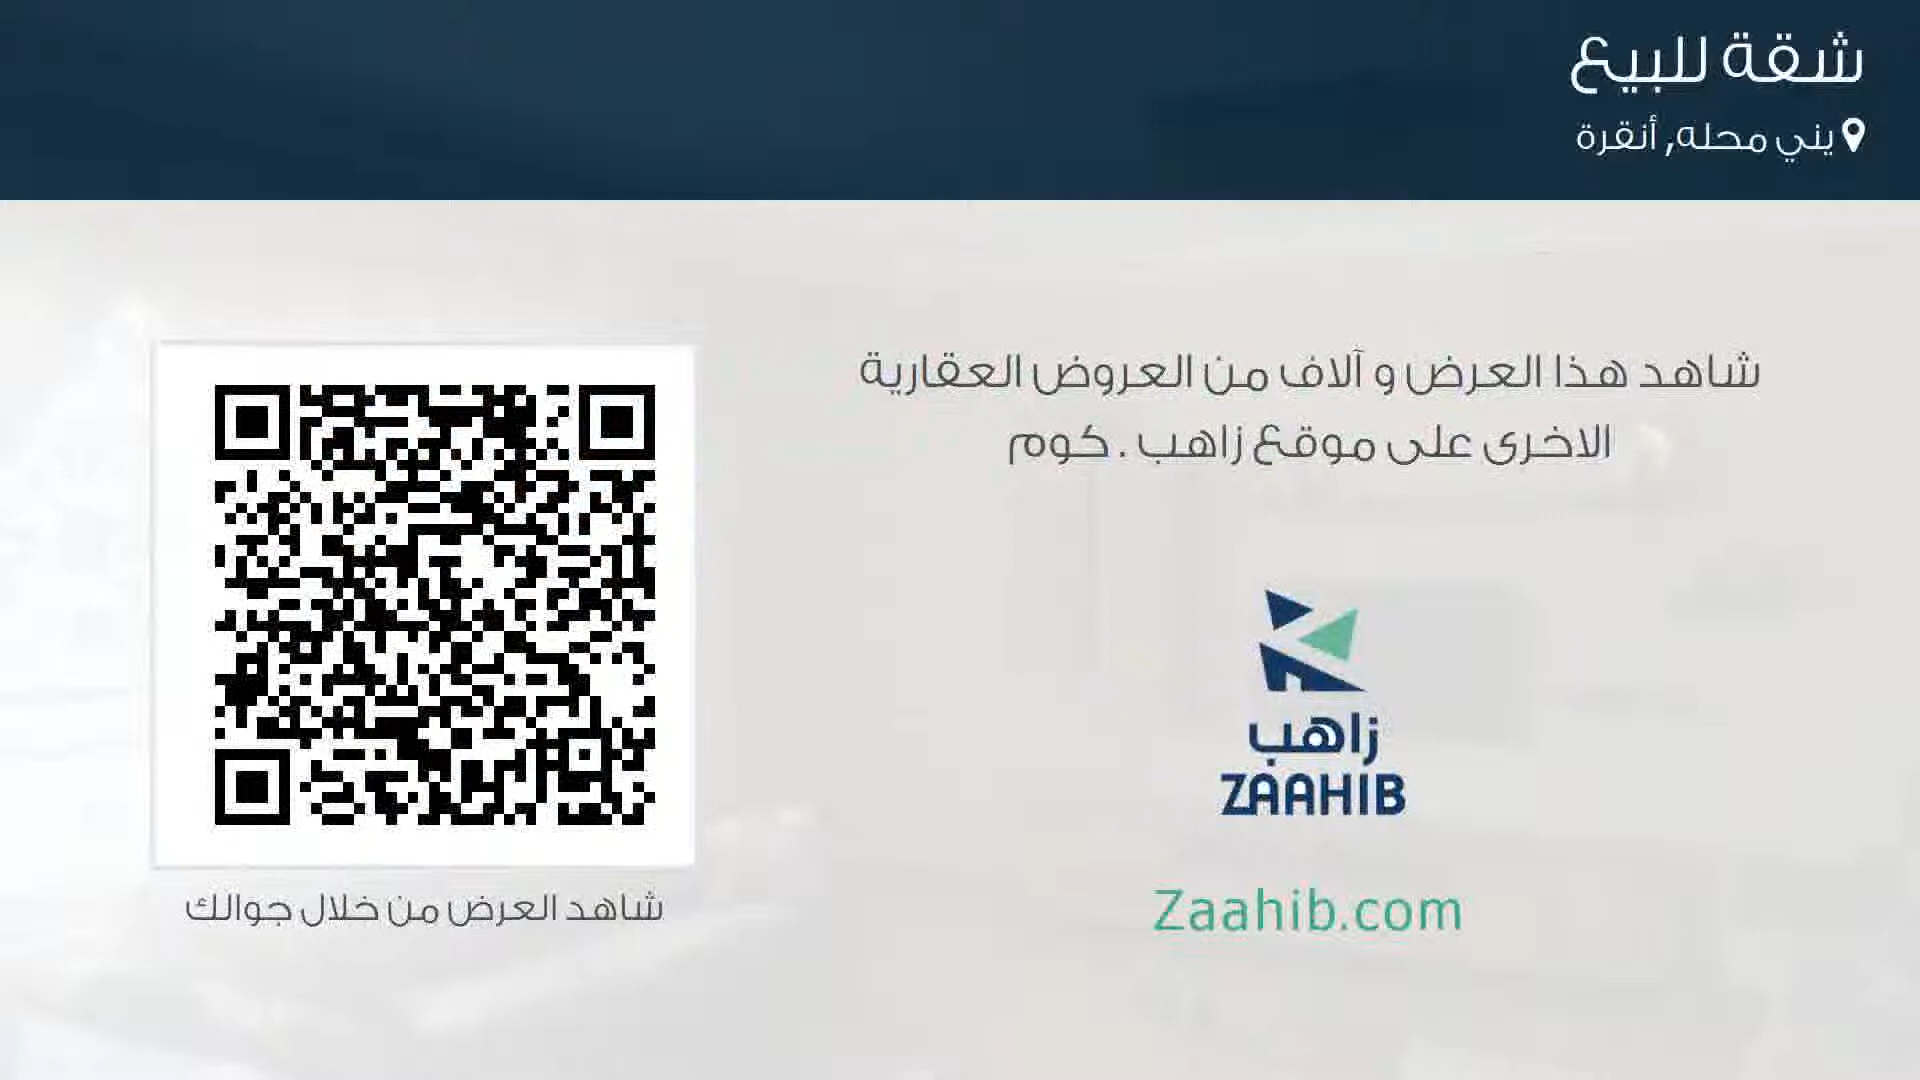 شقة للبيع
يني محله, أنقرة
شاهد هذا العرض و آلاف من العروض العقارية
الاخرى على موقع زاهب . كوم
زاهب
ZAAHIB
Zaahib.com
شاهد العرض من خلال جوالك